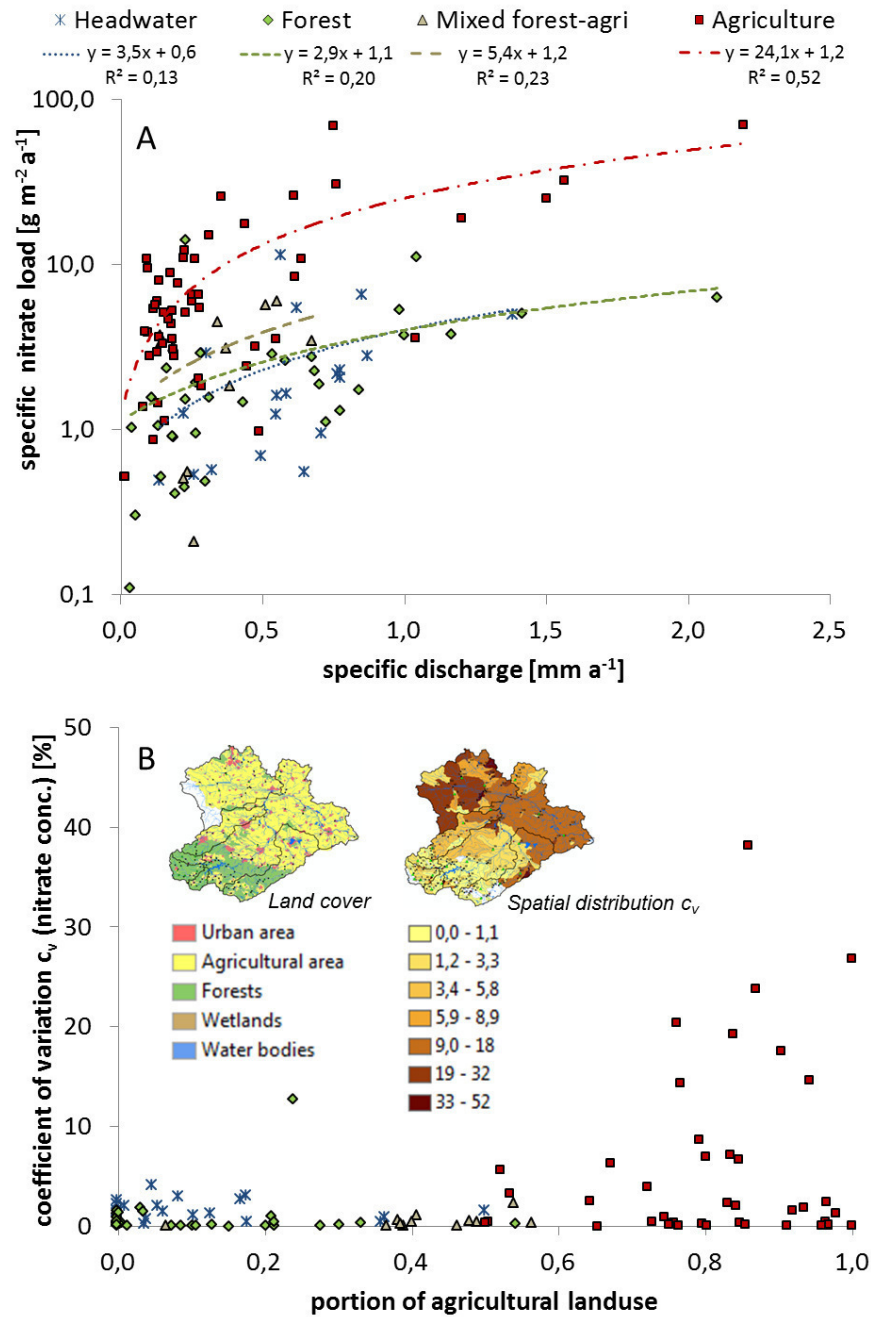 Headwater Forest Mixed forest-agri Agriculture
y = 3,5x + 0,6 y = 2,9x + 1,1 y = 5,4x + 1,2 y = 24,1x + 1,2
R² = 0,13 R² = 0,20 R² = 0,23 R² = 0,52
A
specific nitrate load [g m⁻² a⁻¹]
100,0
10,0
1,0
0,1
0,0 0,5 1,0 1,5 2,0 2,5
specific discharge [mm a⁻¹]
B
coefficient of variation cᵥ (nitrate conc.) [%]
50
40
30
20
10
0
Land cover
Urban area
Agricultural area
Forests
Wetlands
Water bodies
Spatial distribution cᵥ
0,0 - 1,1
1,2 - 3,3
3,4 - 5,8
5,9 - 8,9
9,0 - 18
19 - 32
33 - 52
0,0 0,2 0,4 0,6 0,8 1,0
portion of agricultural landuse